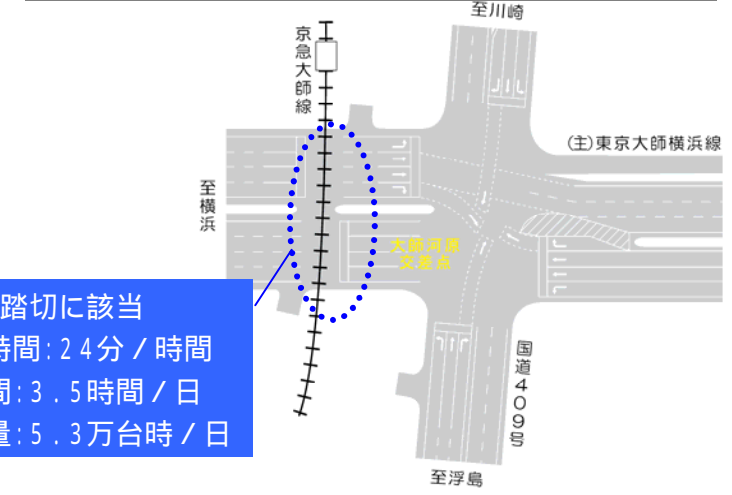 至川崎
京急大師線
(主)東京大師横浜線
至横浜
大師河原
交差点
踏切に該当
時間:24分/時間
間:3.5時間/日
量:5.3万台時/日
国道409号
至浮島